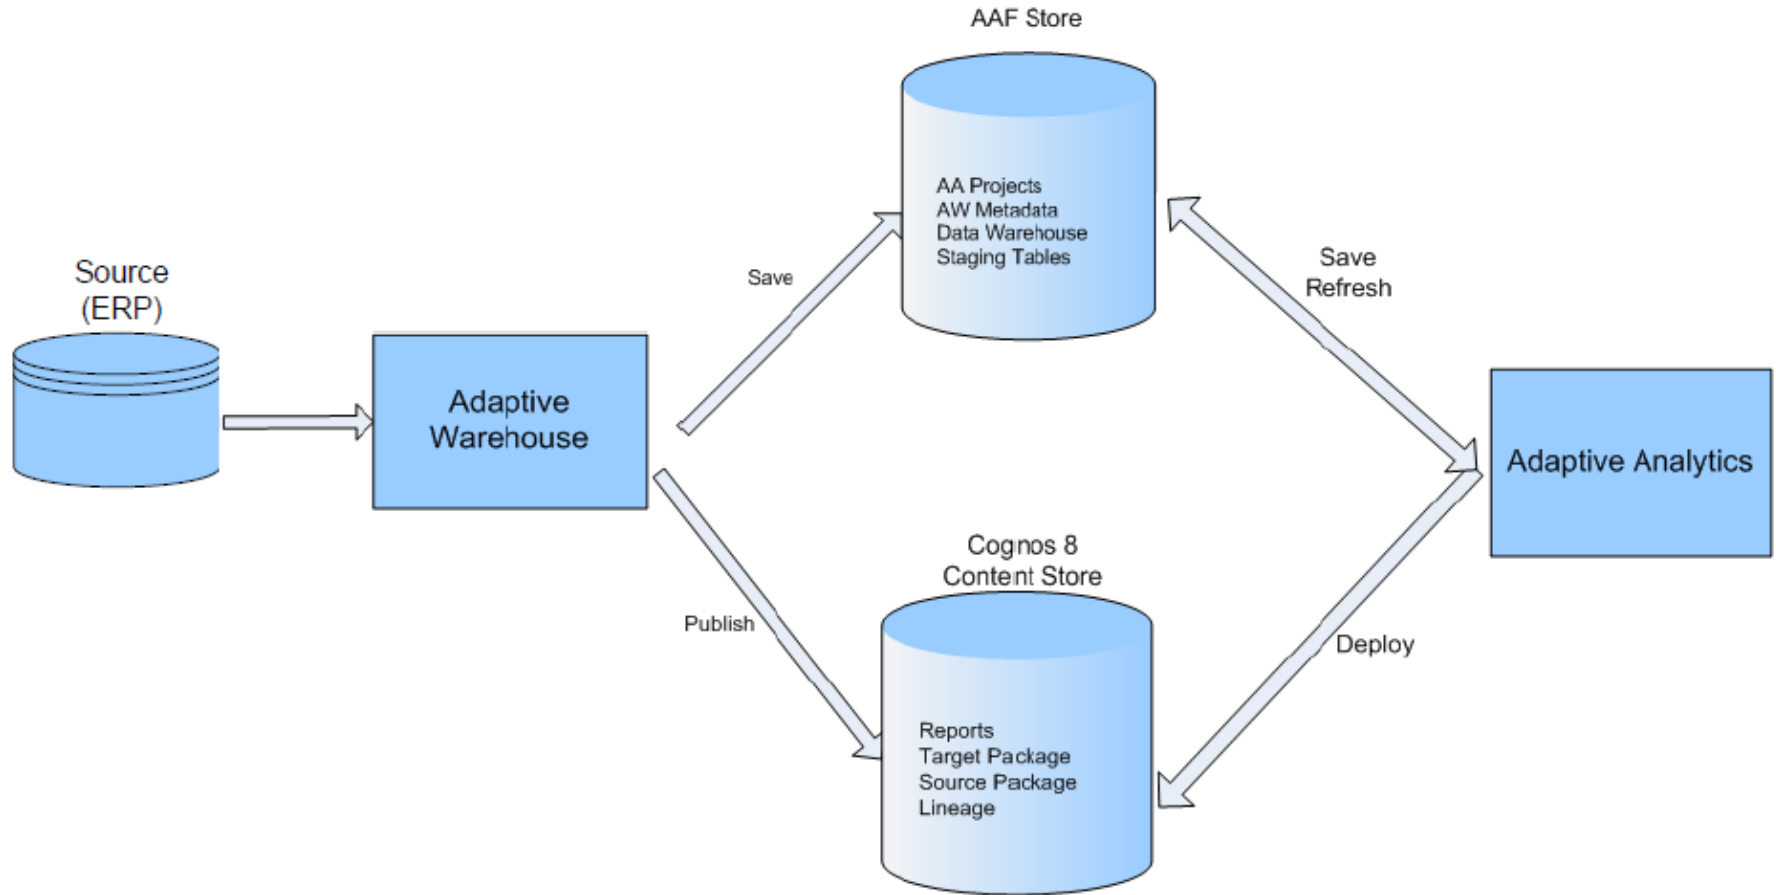 AAF Store
AA Projects
AW Metadata
Data Warehouse
Staging Tables
Save
Save
Refresh
Source
(ERP)
Adaptive
Warehouse
Adaptive Analytics
Cognos 8
Content Store
Publish
Deploy
Reports
Target Package
Source Package
Lineage